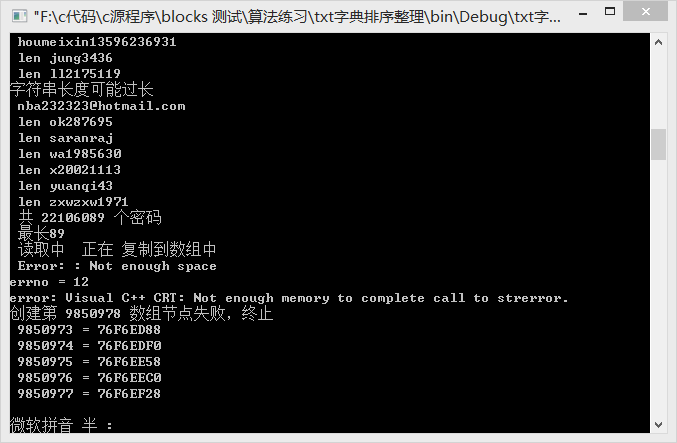 "F:\c代码\c源程序\blocks 测试\算法练习\txt字典排序整理\bin\Debug\txt字...
houmeixin13596236931
len jung3436
len ll2175119
字符串长度可能过长
nba232323@hotmail.com
len ok287695
len saranraj
len wa1985630
len x20021113
len yuanqi43
len zxwzxw1971
共 22106089 个密码
最长89
读取中  正在 复制到数组中
Error: : Not enough space
errno = 12
error: Visual C++ CRT: Not enough memory to complete call to strerror.
创建第 9850978 数组节点失败，终止
9850973 = 76F6ED88
9850974 = 76F6EDF0
9850975 = 76F6EE58
9850976 = 76F6EEC0
9850977 = 76F6EF28
微软拼音 半 :